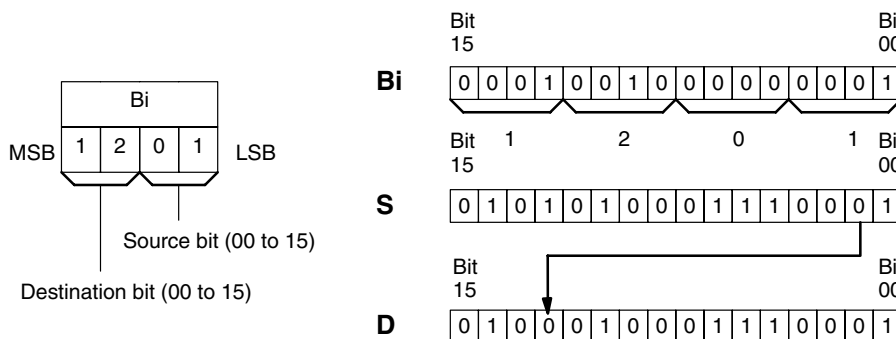 Bi
MSB 1 2 0 1 LSB
Source bit (00 to 15)
Destination bit (00 to 15)
Bit
15
Bi
00
Bi 0 0 0 1 0 0 1 0 0 0 0 0 0 0 0 1
1 2 0 1
Bit
15
Bi
00
S 0 1 0 1 0 1 0 0 0 1 1 1 0 0 0 1
Bit
15
Bi
00
D 0 1 0 0 0 1 0 0 0 1 1 1 0 0 0 1